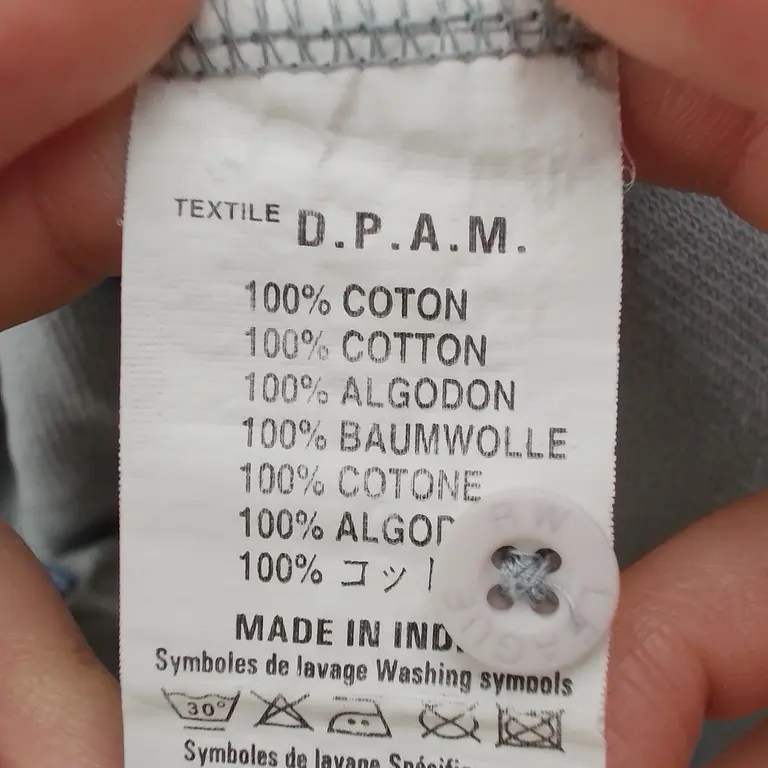 TEXTILE D.P.A.M.
100% COTON
100% COTTON
100% ALGODON
100% BAUMWOLLE
100% COTONE
100% ALGOD
100% コッ
MADE IN IND
Symboles de lavage Washing symbols
30°
Symboles de lavage